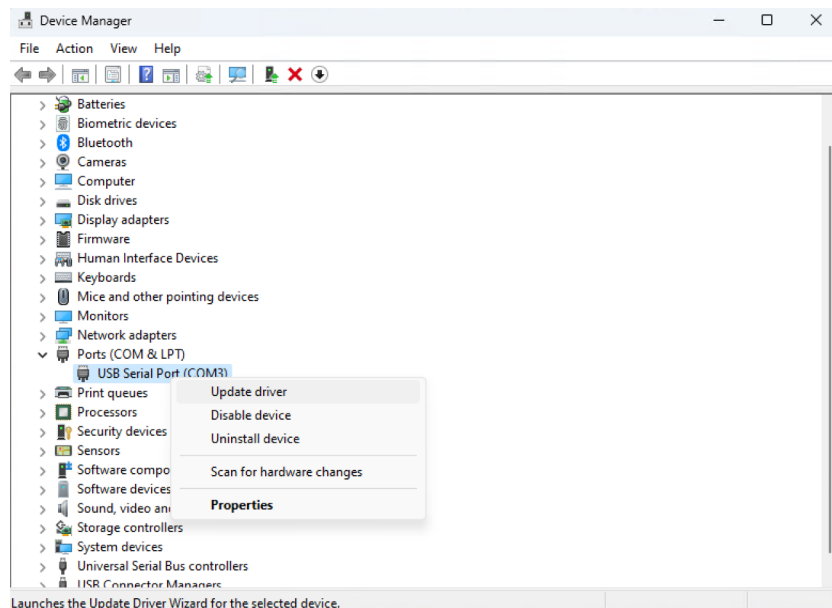 Device Manager
File Action View Help
Batteries
Biometric devices
Bluetooth
Cameras
Computer
Disk drives
Display adapters
Firmware
Human Interface Devices
Keyboards
Mice and other pointing devices
Monitors
Network adapters
Ports (COM & LPT)
USB Serial Port (COM3)
Print queues
Update driver
Processors
Disable device
Security devices
Uninstall device
Sensors
Software compo
Scan for hardware changes
Software devices
Sound, video an
Properties
Storage controllers
System devices
Universal Serial Bus controllers
USB Connector Managers
Launches the Update Driver Wizard for the selected device.